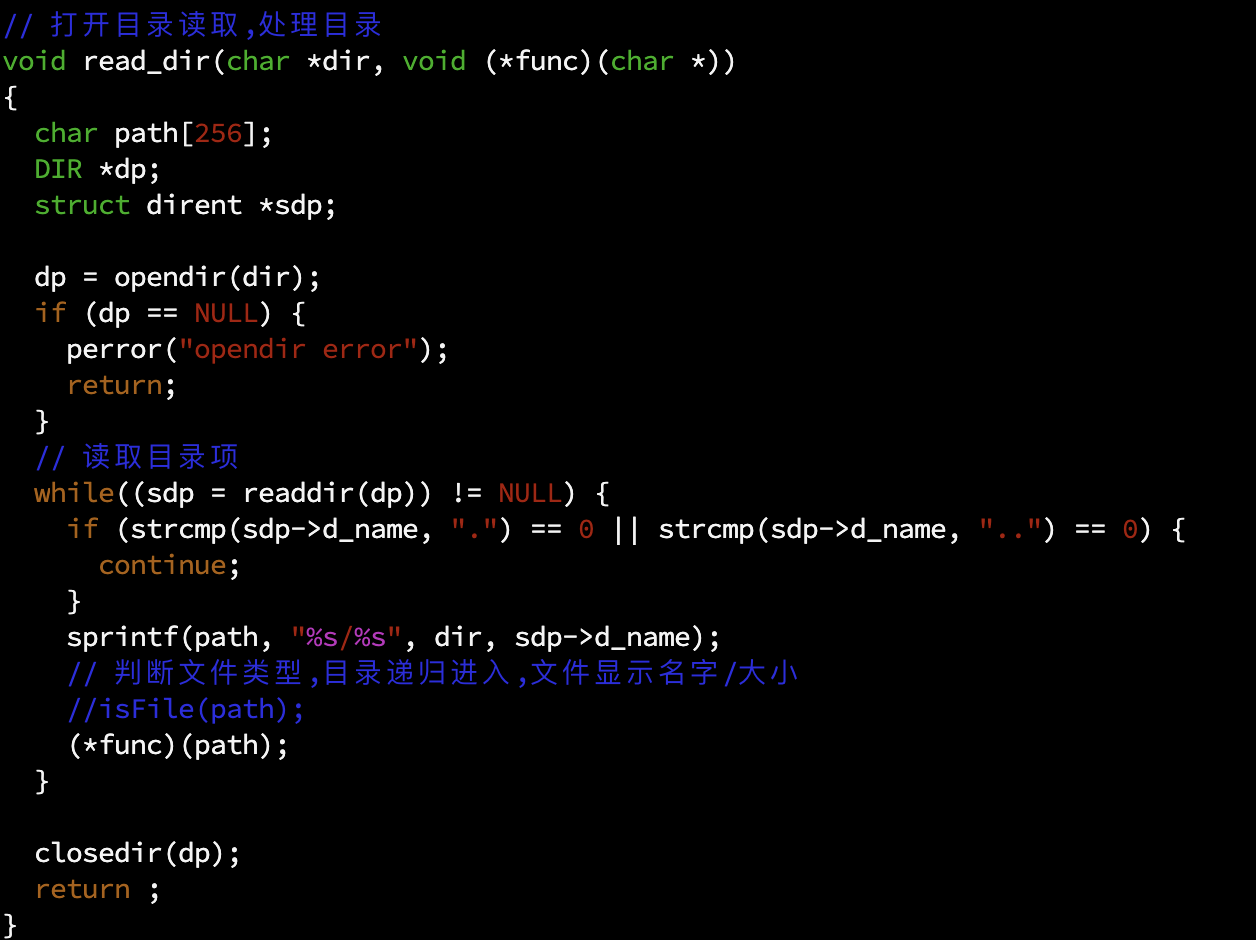 // 打开目录读取,处理目录
void read_dir(char *dir, void (*func)(char *))
{
  char path[256];
  DIR *dp;
  struct dirent *sdp;

  dp = opendir(dir);
  if (dp == NULL) {
    perror("opendir error");
    return;
  }
  // 读取目录项
  while((sdp = readdir(dp)) != NULL) {
    if (strcmp(sdp->d_name, ".") == 0 || strcmp(sdp->d_name, "..") == 0) {
      continue;
    }
    sprintf(path, "%s/%s", dir, sdp->d_name);
    // 判断文件类型,目录递归进入,文件显示名字/大小
    //isFile(path);
    (*func)(path);
  }

  closedir(dp);
  return ;
}